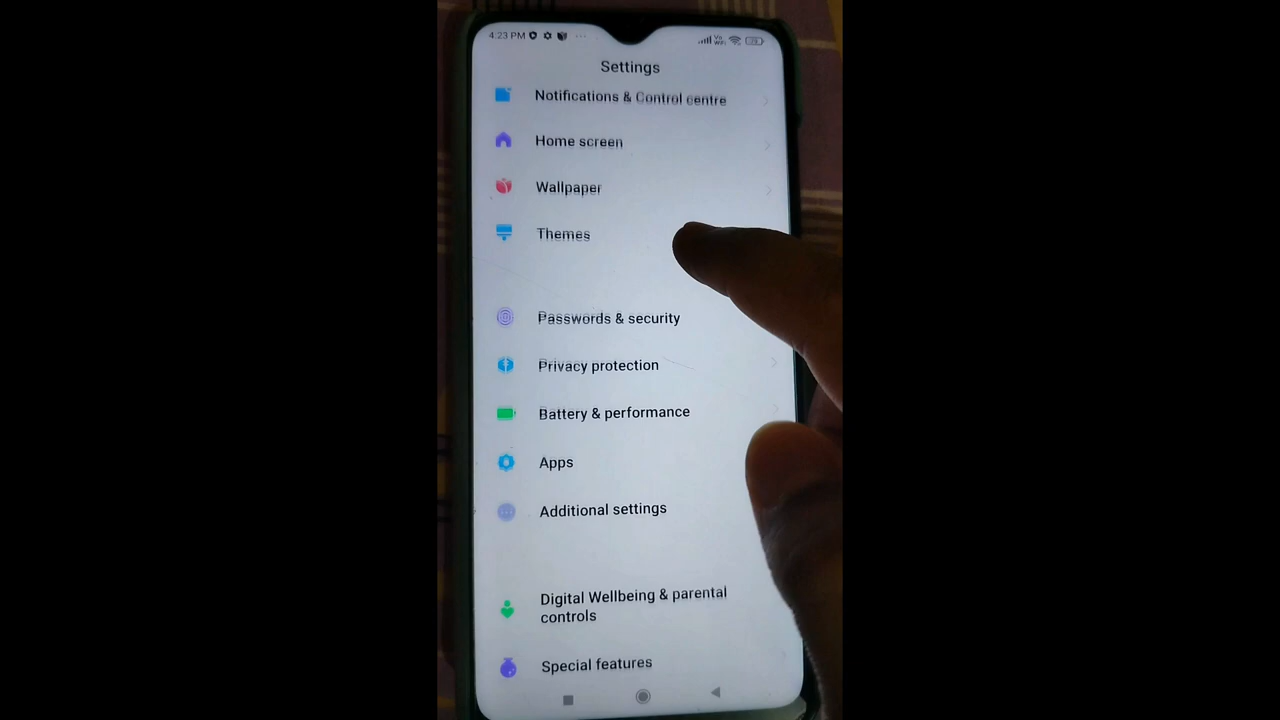 4:23 PM
Settings
Notifications & Control centre
Home screen
Wallpaper
Themes
Passwords & security
Privacy protection
Battery & performance
Apps
Additional settings
Digital Wellbeing & parental
controls
Special features